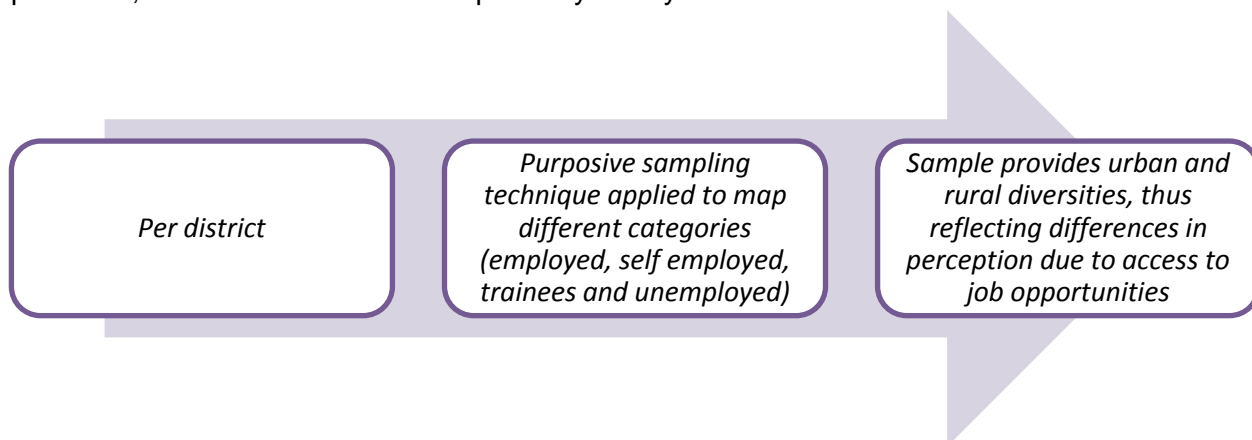 Per district
Purposive sampling
technique applied to map
different categories
(employed, self employed,
trainees and unemployed)
Sample provides urban and
rural diversities, thus
reflecting differences in
perception due to access to
job opportunities